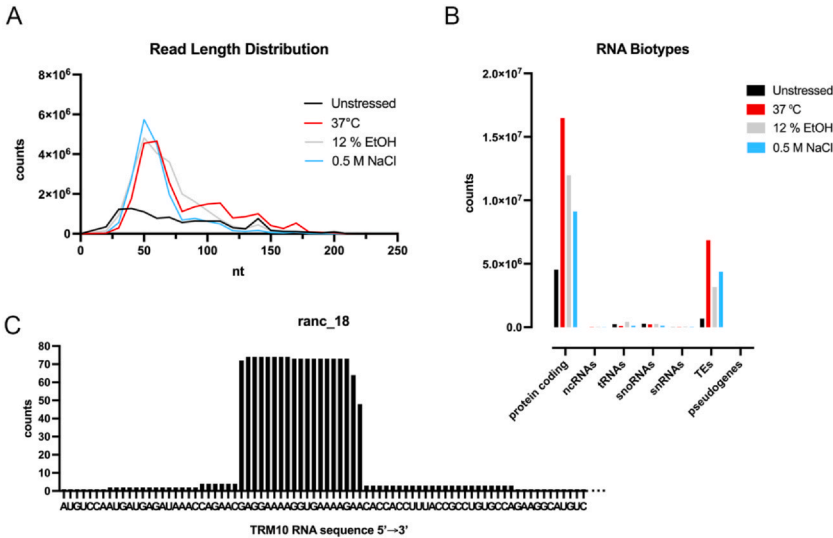 A
Read Length Distribution
8×10⁶
6×10⁶
4×10⁶
2×10⁶
0
counts
0
50
100
150
200
250
nt
Unstressed
37°C
12 % EtOH
0.5 M NaCl
B
RNA Biotypes
2.0×10⁷
1.5×10⁷
1.0×10⁷
5.0×10⁶
0.0
counts
protein coding
ncRNAs
tRNAs
snoRNAs
snRNAs
TEs
pseudogenes
Unstressed
37 ºC
12 % EtOH
0.5 M NaCl
C
ranc_18
80
70
60
50
40
30
20
10
0
counts
AUGUCCAAUGAUGAGAUAAACCAGAACGAGGAAAAGGUGAAAAGAACACCACCUUUACCGCCUGUGCCAGAAGGCAUGUC
TRM10 RNA sequence 5'→3'